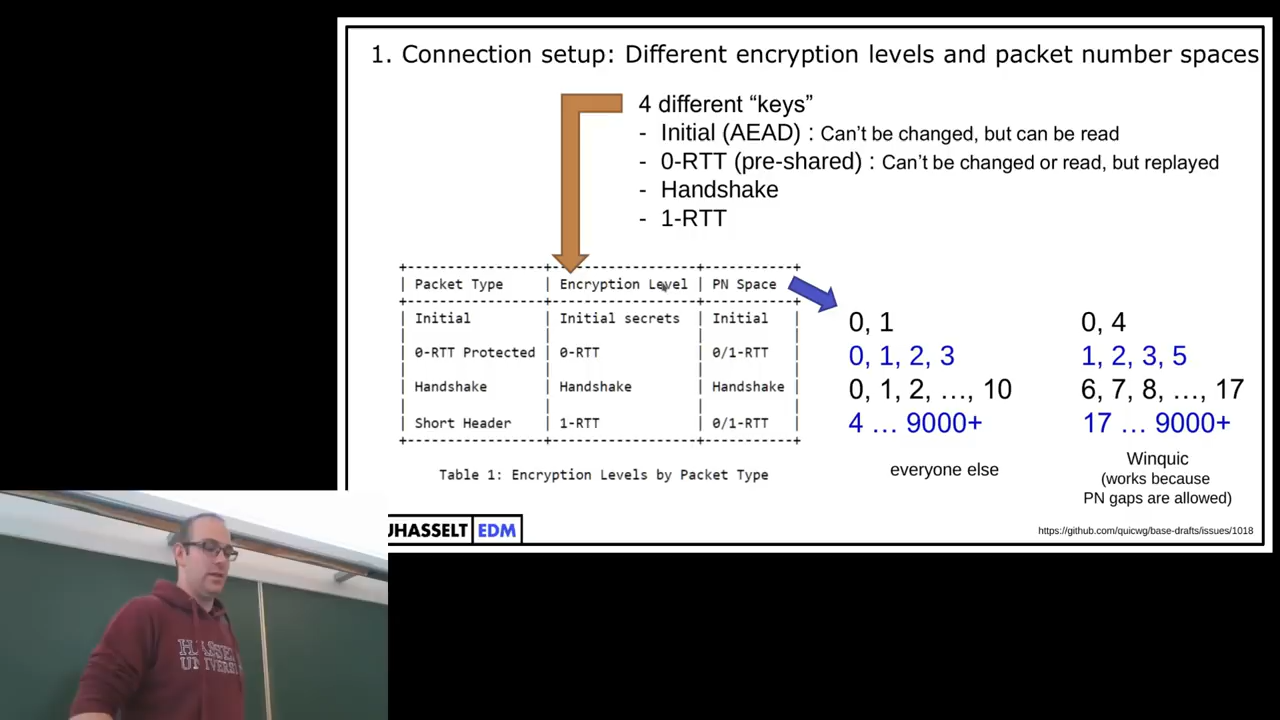 1. Connection setup: Different encryption levels and packet number spaces
4 different “keys”
- Initial (AEAD) : Can't be changed, but can be read
- 0-RTT (pre-shared) : Can't be changed or read, but replayed
- Handshake
- 1-RTT
Packet Type | Encryption Level | PN Space
Initial | Initial secrets | Initial
0-RTT Protected | 0-RTT | 0/1-RTT
Handshake | Handshake | Handshake
Short Header | 1-RTT | 0/1-RTT
Table 1: Encryption Levels by Packet Type
0, 1
0, 1, 2, 3
0, 1, 2, …, 10
4 … 9000+
everyone else
0, 4
1, 2, 3, 5
6, 7, 8, …, 17
17 … 9000+
Winquic
(works because
PN gaps are allowed)
UHASSELT EDM
https://github.com/quicwg/base-drafts/issues/1018